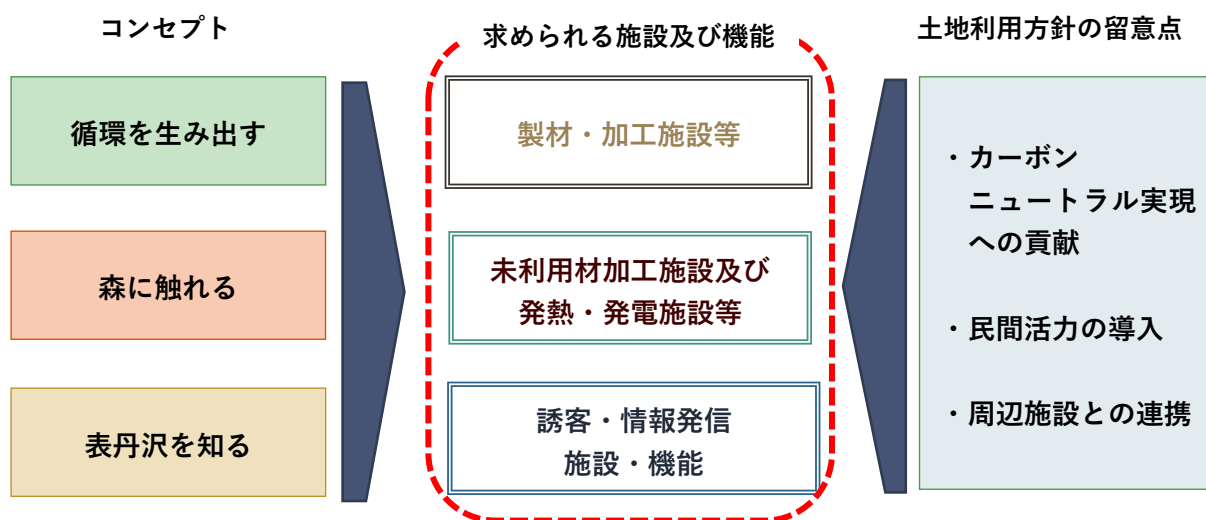 コンセプト
循環を生み出す
森に触れる
表丹沢を知る
求められる施設及び機能
製材・加工施設等
未利用材加工施設及び
発熱・発電施設等
誘客・情報発信
施設・機能
土地利用方針の留意点
・カーボン
ニュートラル実現
への貢献
・民間活力の導入
・周辺施設との連携